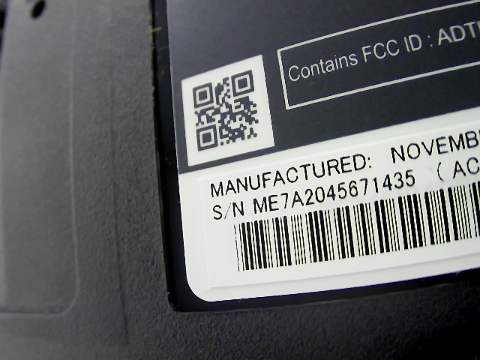 Contains FCC ID : ADT
MANUFACTURED: NOVEMB
S/N ME7A2045671435 ( AC